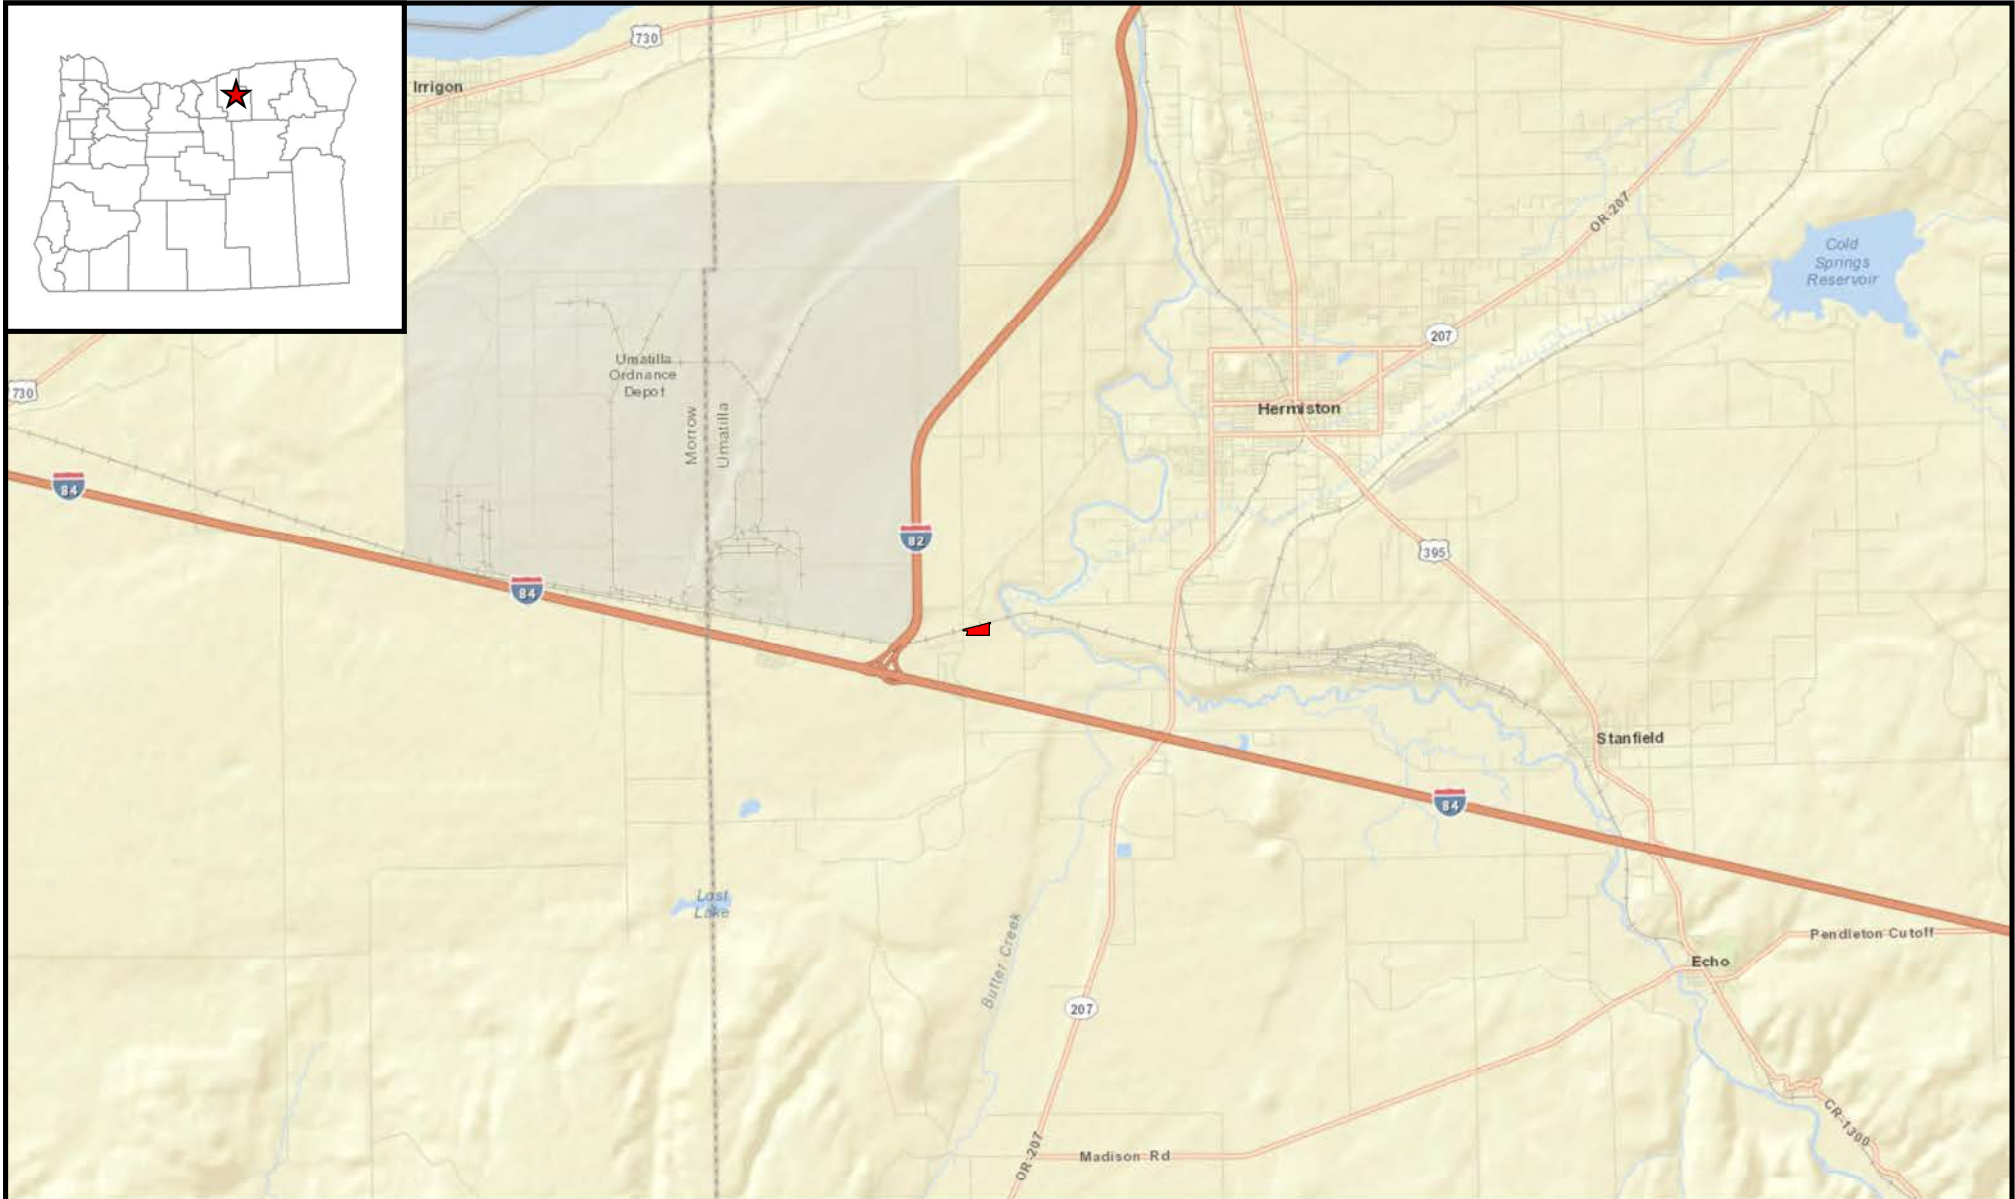 730
Irrigon
OR-207
Cold
Springs
Reservoir
207
Umatilla
Ordnance
Depot
730
Hermiston
Morrow
Umatilla
84
82
395
84
Stanfield
84
Lost
Lake
Butter Creek
Pendleton Cutoff
Echo
207
CR-1300
OR-207
Madison Rd